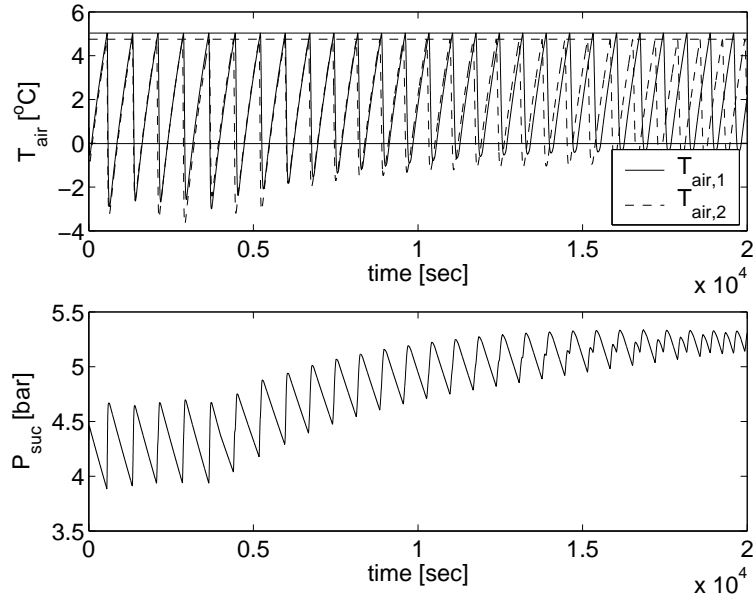 T_air [°C]
6
4
2
0
−2
−4
0 0.5 1 1.5 2
time [sec]
x 10^4
T_air,1
T_air,2
P_suc [bar]
5.5
5
4.5
4
3.5
0 0.5 1 1.5 2
time [sec]
x 10^4